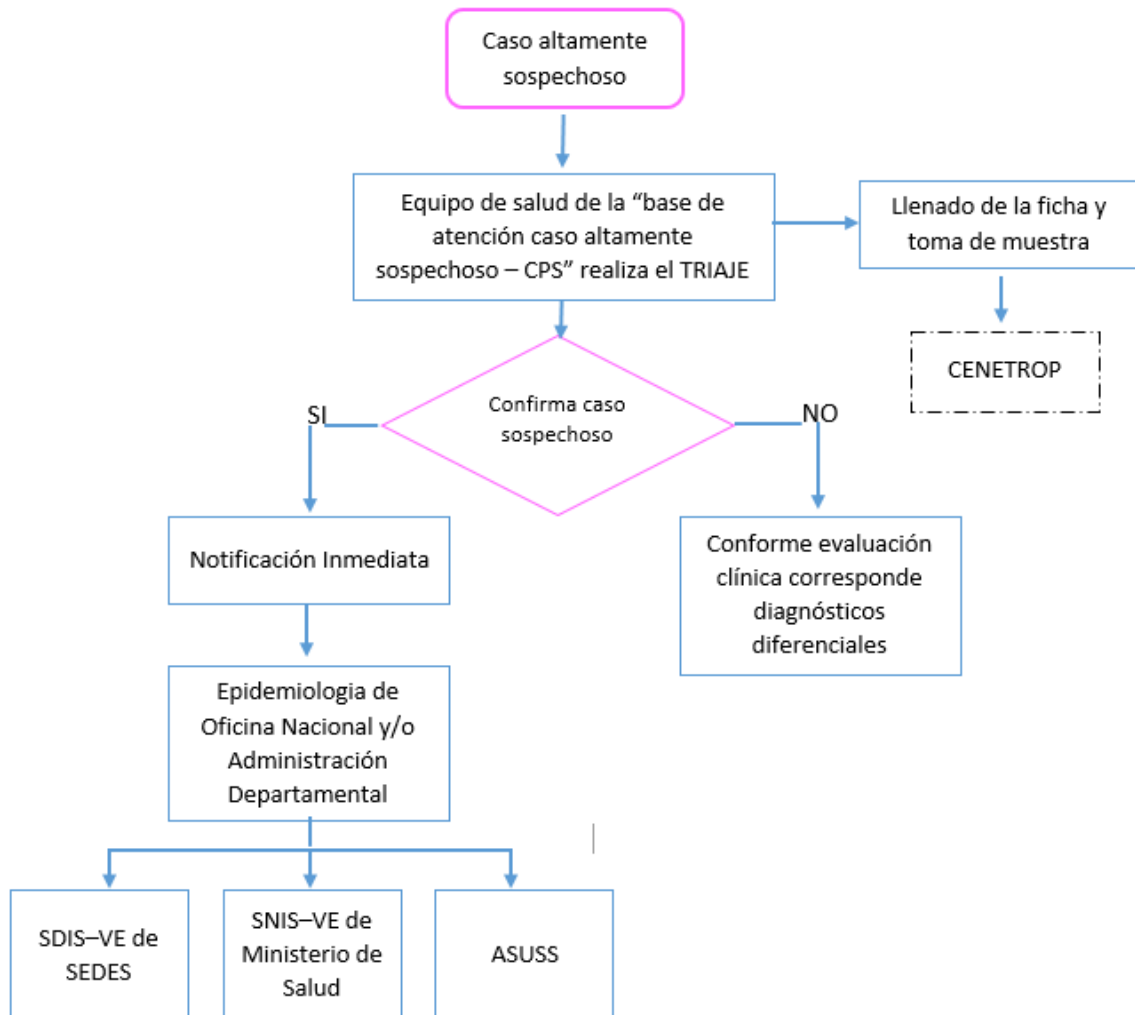 Caso altamente
sospechoso
Equipo de salud de la “base de
atención caso altamente
sospechoso – CPS” realiza el TRIAJE
Llenado de la ficha y
toma de muestra
CENETROP
Confirma caso
sospechoso
SI
NO
Notificación Inmediata
Conforme evaluación
clínica corresponde
diagnósticos
diferenciales
Epidemiologia de
Oficina Nacional y/o
Administración
Departamental
SDIS–VE de
SEDES
SNIS–VE de
Ministerio de
Salud
ASUSS